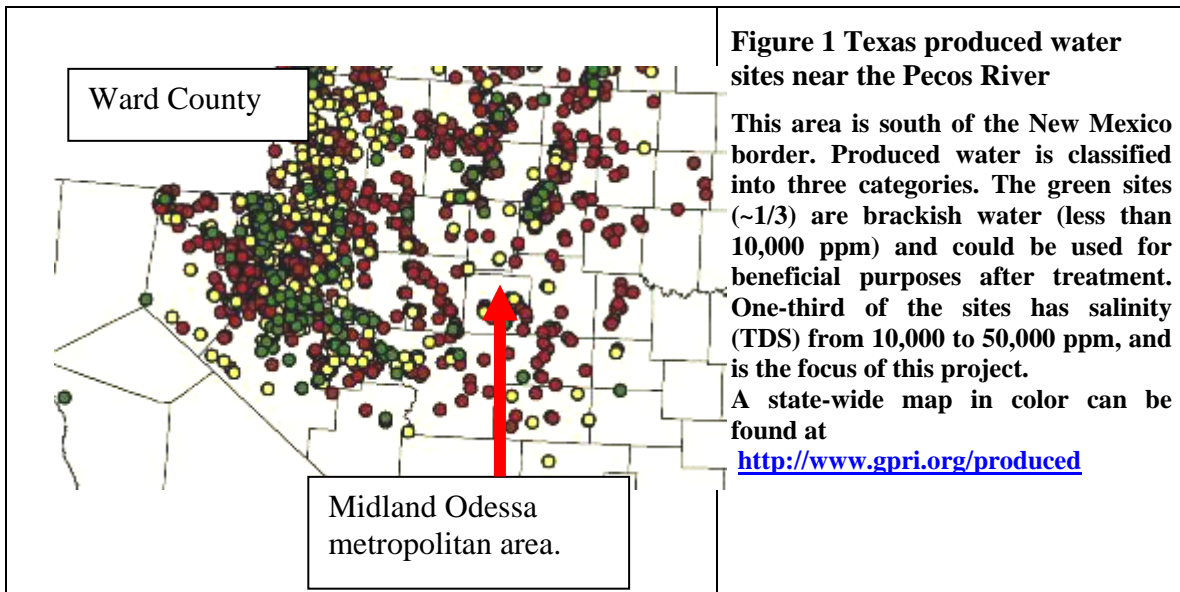 Ward County
Midland Odessa
metropolitan area.
Figure 1 Texas produced water
sites near the Pecos River
This area is south of the New Mexico
border. Produced water is classified
into three categories. The green sites
(~1/3) are brackish water (less than
10,000 ppm) and could be used for
beneficial purposes after treatment.
One-third of the sites has salinity
(TDS) from 10,000 to 50,000 ppm, and
is the focus of this project.
A state-wide map in color can be
found at
http://www.gpri.org/produced